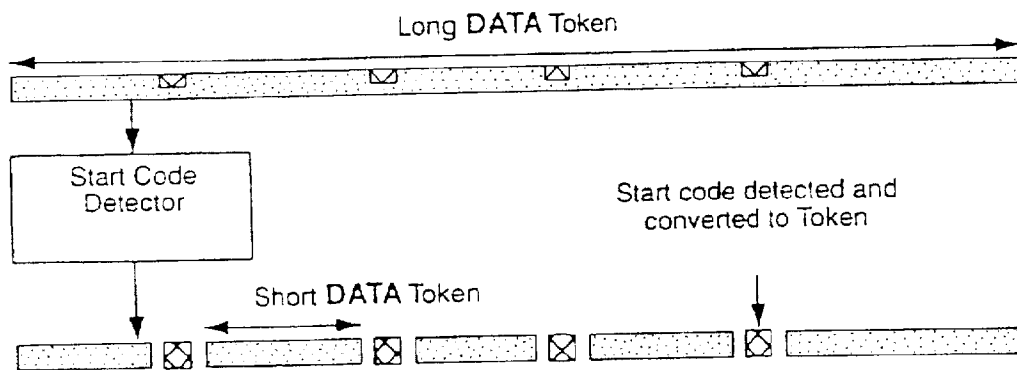 Long DATA Token
Start Code
Detector
Start code detected and
converted to Token
Short DATA Token